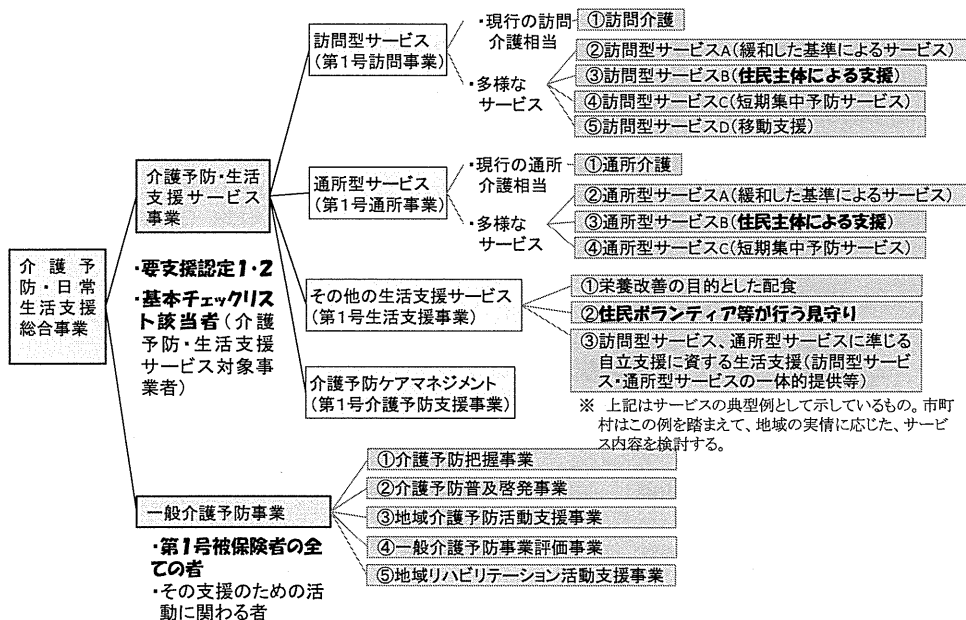 介護予
防・日常
生活支援
総合事業
介護予防・生活
支援サービス
事業
・要支援認定1・2
・基本チェックリス
ト該当者(介護
予防・生活支援
サービス対象事
業者)
訪問型サービス
(第1号訪問事業)
・現行の訪問
介護相当
①訪問介護
・多様な
サービス
②訪問型サービスA(緩和した基準によるサービス)
③訪問型サービスB(住民主体による支援)
④訪問型サービスC(短期集中予防サービス)
⑤訪問型サービスD(移動支援)
通所型サービス
(第1号通所事業)
・現行の通所
介護相当
①通所介護
・多様な
サービス
②通所型サービスA(緩和した基準によるサービス)
③通所型サービスB(住民主体による支援)
④通所型サービスC(短期集中予防サービス)
その他の生活支援サービス
(第1号生活支援事業)
①栄養改善の目的とした配食
②住民ボランティア等が行う見守り
③訪問型サービス、通所型サービスに準じる
自立支援に資する生活支援(訪問型サービ
ス・通所型サービスの一体的提供等)
介護予防ケアマネジメント
(第1号介護予防支援事業)
※ 上記はサービスの典型例として示しているもの。市町
村はこの例を踏まえて、地域の実情に応じた、サービ
ス内容を検討する。
一般介護予防事業
・第1号被保険者の全
ての者
・その支援のための活
動に関わる者
①介護予防把握事業
②介護予防普及啓発事業
③地域介護予防活動支援事業
④一般介護予防事業評価事業
⑤地域リハビリテーション活動支援事業